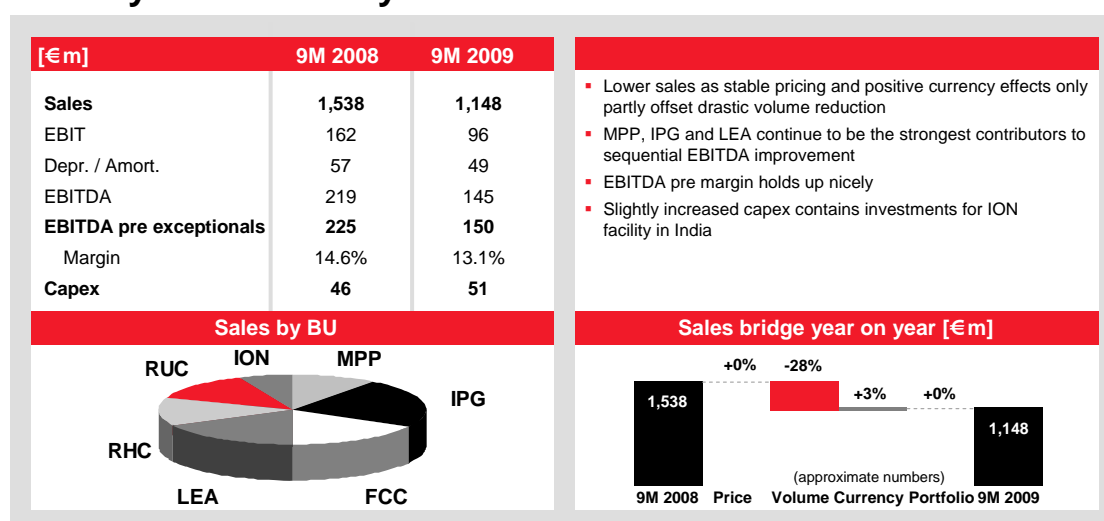 [€m] 9M 2008 9M 2009
Sales 1,538 1,148
EBIT 162 96
Depr. / Amort. 57 49
EBITDA 219 145
EBITDA pre exceptionals 225 150
Margin 14.6% 13.1%
Capex 46 51
▪ Lower sales as stable pricing and positive currency effects only
partly offset drastic volume reduction
▪ MPP, IPG and LEA continue to be the strongest contributors to
sequential EBITDA improvement
▪ EBITDA pre margin holds up nicely
▪ Slightly increased capex contains investments for ION
facility in India
Sales by BU
RUC ION MPP
IPG
RHC
LEA FCC
Sales bridge year on year [€m]
+0% -28%
+3% +0%
1,538
1,148
(approximate numbers)
9M 2008 Price Volume Currency Portfolio 9M 2009